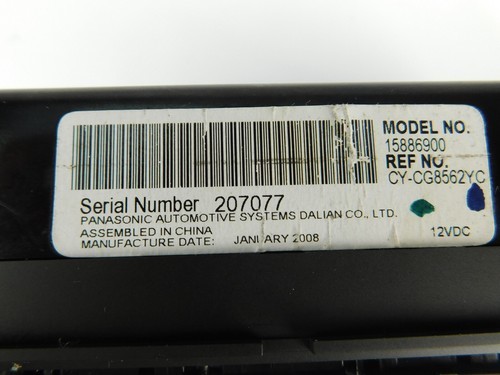 MODEL NO.
15886900
REF NO.
CY-CG8562YC
Serial Number 207077
PANASONIC AUTOMOTIVE SYSTEMS DALIAN CO., LTD.
ASSEMBLED IN CHINA
MANUFACTURE DATE: JANUARY 2008
12VDC